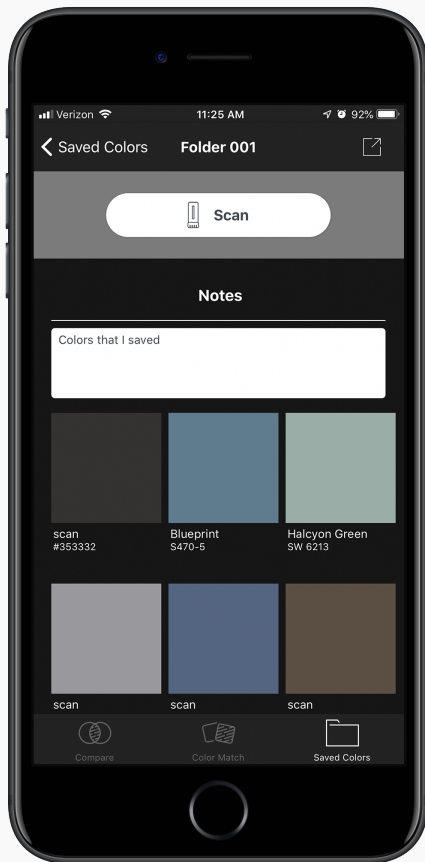 Verizon 11:25 AM 92%
Saved Colors Folder 001
Scan
Notes
Colors that I saved
scan Blueprint Halcyon Green
#353332 S470-5 SW 6213
scan scan scan
Compare Color Match Saved Colors